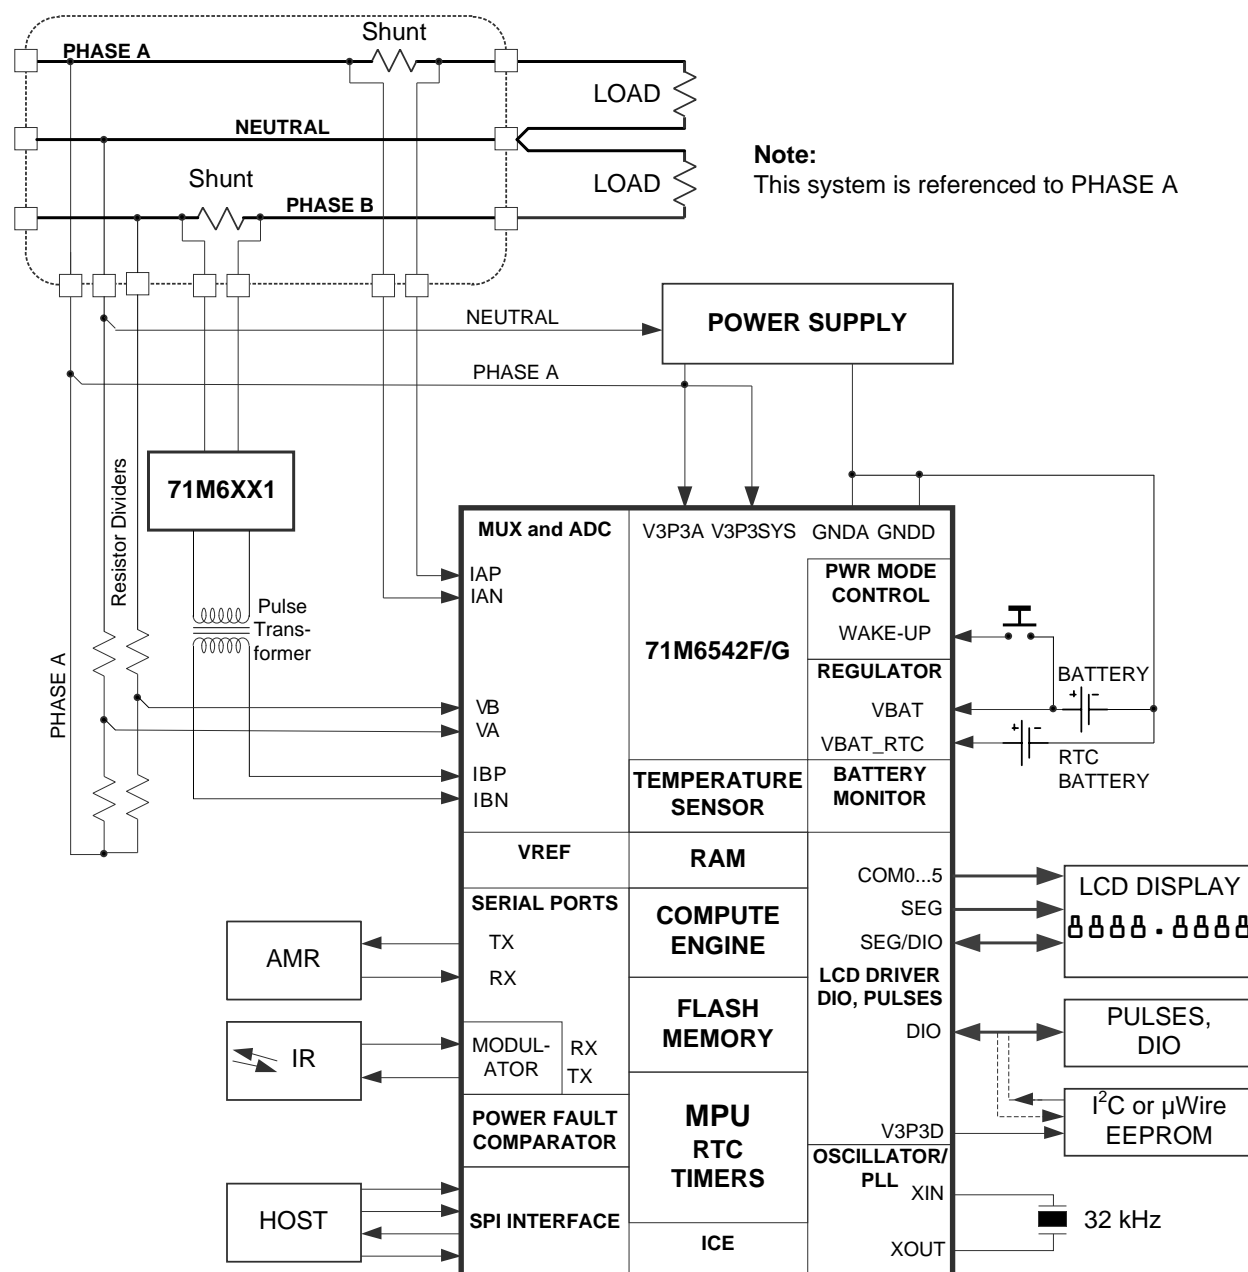 Shunt
PHASE A
LOAD
NEUTRAL
Note:
This system is referenced to PHASE A
Shunt
LOAD
PHASE B
NEUTRAL
POWER SUPPLY
PHASE A
Resistor Dividers
71M6XX1
PHASE A
Pulse
Trans-
former
MUX and ADC
V3P3A V3P3SYS GNDA GNDD
IAP
IAN
PWR MODE
CONTROL
WAKE-UP
71M6542F/G
REGULATOR
BATTERY
+ -
VB
VBAT
VA
VBAT_RTC
+ -
RTC
BATTERY
IBP
IBN
TEMPERATURE
SENSOR
BATTERY
MONITOR
VREF
RAM
COM0...5
LCD DISPLAY
SERIAL PORTS
SEG
COMPUTE
ENGINE
AMR
TX
RX
SEG/DIO
LCD DRIVER
DIO, PULSES
FLASH
MEMORY
DIO
PULSES,
DIO
IR
MODUL-
ATOR
RX
TX
MPU
RTC
TIMERS
POWER FAULT
COMPARATOR
I2C or µWire
EEPROM
V3P3D
OSCILLATOR/
PLL
HOST
SPI INTERFACE
XIN
32 kHz
ICE
XOUT